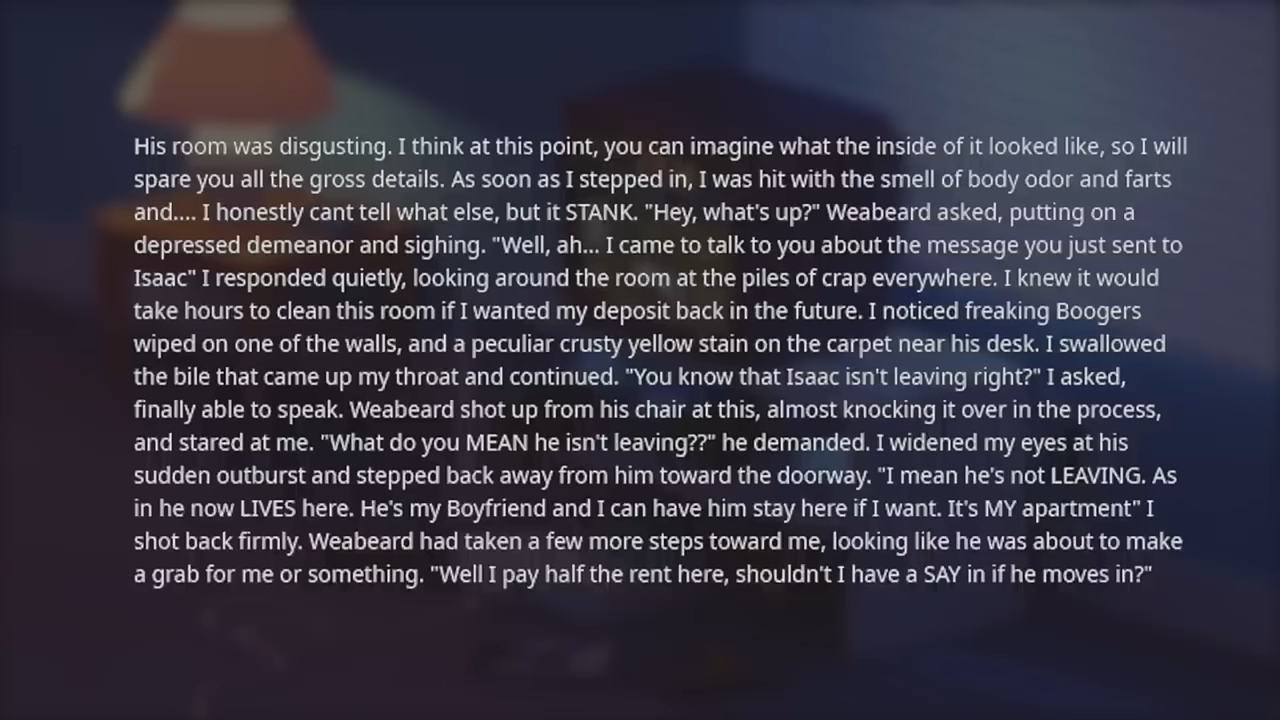 His room was disgusting. I think at this point, you can imagine what the inside of it looked like, so I will
spare you all the gross details. As soon as I stepped in, I was hit with the smell of body odor and farts
and.... I honestly cant tell what else, but it STANK. "Hey, what's up?" Weabeard asked, putting on a
depressed demeanor and sighing. "Well, ah... I came to talk to you about the message you just sent to
Isaac" I responded quietly, looking around the room at the piles of crap everywhere. I knew it would
take hours to clean this room if I wanted my deposit back in the future. I noticed freaking Boogers
wiped on one of the walls, and a peculiar crusty yellow stain on the carpet near his desk. I swallowed
the bile that came up my throat and continued. "You know that Isaac isn't leaving right?" I asked,
finally able to speak. Weabeard shot up from his chair at this, almost knocking it over in the process,
and stared at me. "What do you MEAN he isn't leaving??" he demanded. I widened my eyes at his
sudden outburst and stepped back away from him toward the doorway. "I mean he's not LEAVING. As
in he now LIVES here. He's my Boyfriend and I can have him stay here if I want. It's MY apartment" I
shot back firmly. Weabeard had taken a few more steps toward me, looking like he was about to make
a grab for me or something. "Well I pay half the rent here, shouldn't I have a SAY in if he moves in?"